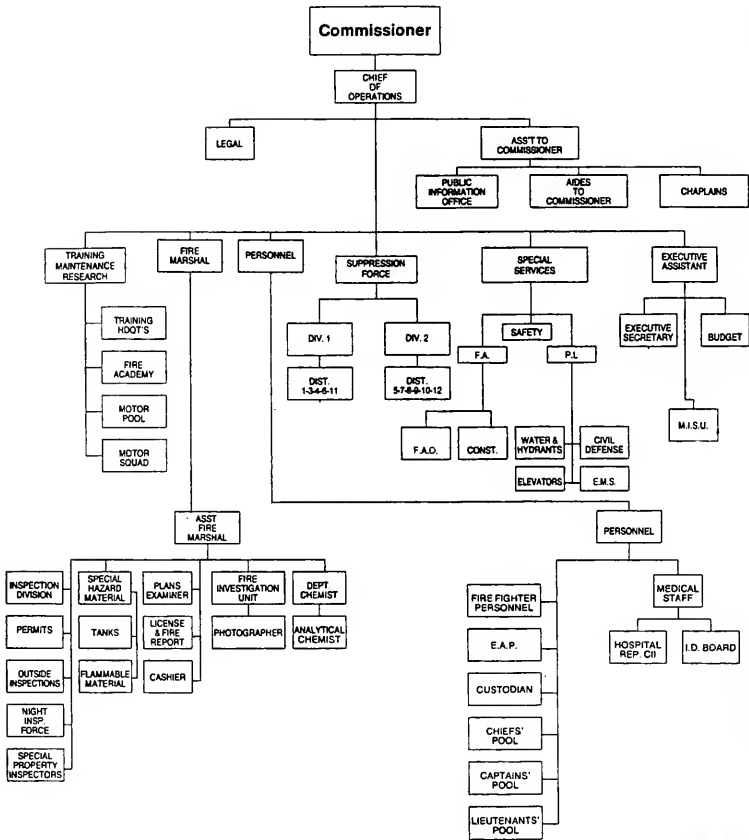 Commissioner
CHIEF
OF
OPERATIONS
LEGAL
ASS'T TO
COMMISSIONER
PUBLIC
INFORMATION
OFFICE
AIDES
TO
COMMISSIONER
CHAPLAINS
TRAINING
MAINTENANCE
RESEARCH
FIRE
MARSHAL
PERSONNEL
SUPPRESSION
FORCE
SPECIAL
SERVICES
EXECUTIVE
ASSISTANT
TRAINING
HDQT'S
FIRE
ACADEMY
MOTOR
POOL
MOTOR
SQUAD
DIV. 1
DIV. 2
DIST.
1-3-4-6-11
DIST.
5-7-8-9-10-12
SAFETY
F.A.
P.L
F.A.O.
CONST.
WATER &
HYDRANTS
CIVIL
DEFENSE
ELEVATORS
E.M.S.
EXECUTIVE
SECRETARY
BUDGET
M.I.S.U.
ASST
FIRE
MARSHAL
INSPECTION
DIVISION
SPECIAL
HAZARD
MATERIAL
PLANS
EXAMINER
FIRE
INVESTIGATION
UNIT
DEPT.
CHEMIST
PERMITS
TANKS
LICENSE
& FIRE
REPORT
PHOTOGRAPHER
ANALYTICAL
CHEMIST
OUTSIDE
INSPECTIONS
FLAMMABLE
MATERIAL
CASHIER
NIGHT
INSP.
FORCE
SPECIAL
PROPERTY
INSPECTORS
PERSONNEL
FIRE FIGHTER
PERSONNEL
MEDICAL
STAFF
E.A.P.
HOSPITAL
REP. CII
I.D. BOARD
CUSTODIAN
CHIEFS'
POOL
CAPTAINS'
POOL
LIEUTENANTS'
POOL